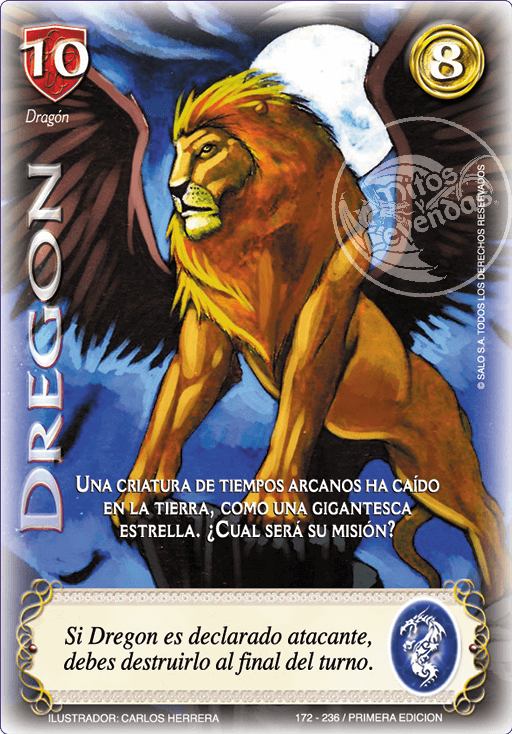 10
8
Dragón
DREGON
Mitos
y
Leyendas
© SALO S.A. TODOS LOS DERECHOS RESERVADOS
UNA CRIATURA DE TIEMPOS ARCANOS HA CAÍDO
EN LA TIERRA, COMO UNA GIGANTESCA
ESTRELLA. ¿CUAL SERÁ SU MISIÓN?
Si Dregon es declarado atacante,
debes destruirlo al final del turno.
ILUSTRADOR: CARLOS HERRERA
172 - 236 / PRIMERA EDICION